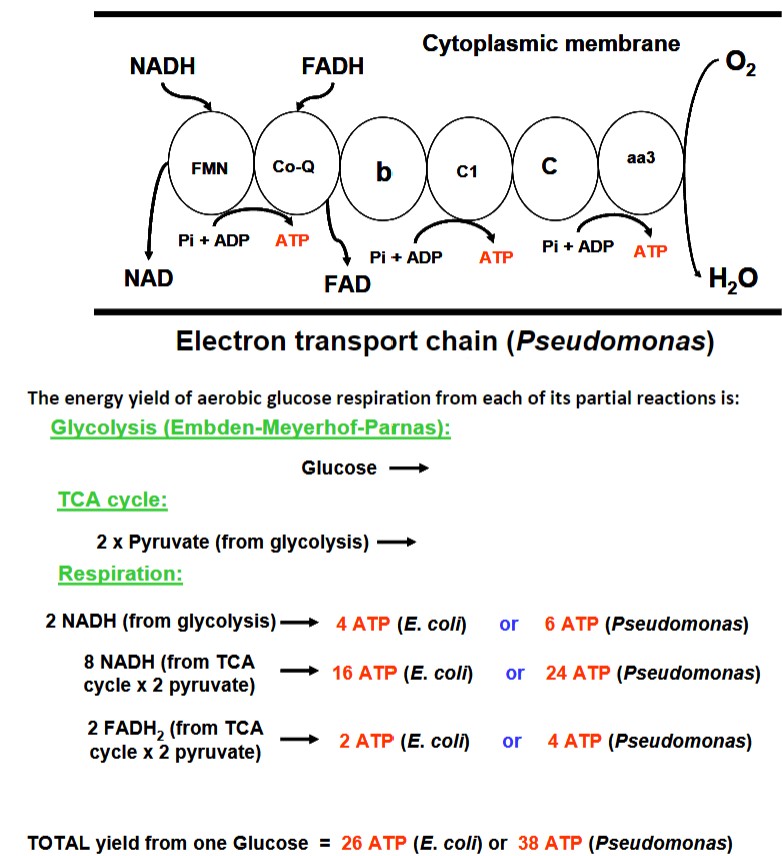 Cytoplasmic membrane
NADH
FADH
O2
FMN
Co-Q
b
C1
C
aa3
Pi + ADP
ATP
Pi + ADP
ATP
Pi + ADP
ATP
NAD
FAD
H2O
Electron transport chain (Pseudomonas)
The energy yield of aerobic glucose respiration from each of its partial reactions is:
Glycolysis (Embden-Meyerhof-Parnas):
Glucose →
TCA cycle:
2 x Pyruvate (from glycolysis) →
Respiration:
2 NADH (from glycolysis) → 4 ATP (E. coli) or 6 ATP (Pseudomonas)
8 NADH (from TCA
cycle x 2 pyruvate) → 16 ATP (E. coli) or 24 ATP (Pseudomonas)
2 FADH2 (from TCA
cycle x 2 pyruvate) → 2 ATP (E. coli) or 4 ATP (Pseudomonas)
TOTAL yield from one Glucose = 26 ATP (E. coli) or 38 ATP (Pseudomonas)